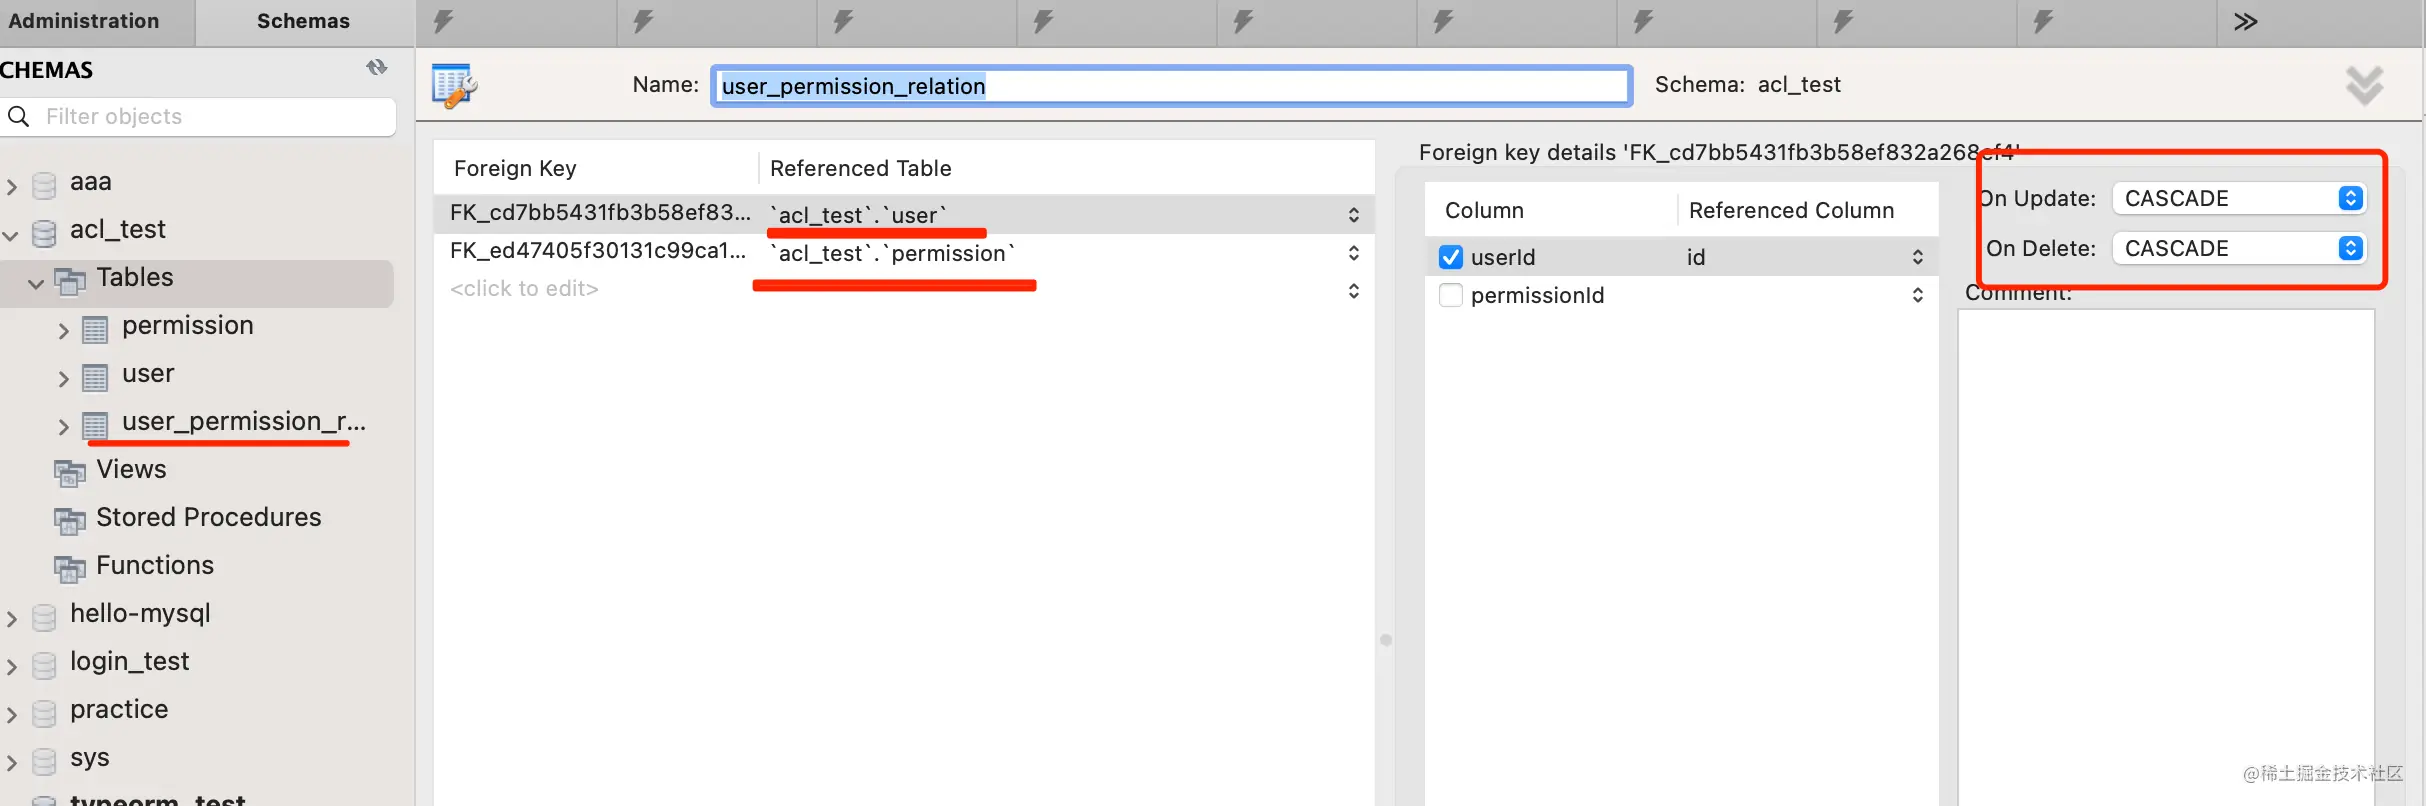 Administration
Schemas
CHEMAS
Filter objects
aaa
acl_test
Tables
permission
user
user_permission_r...
Views
Stored Procedures
Functions
hello-mysql
login_test
practice
sys
typeorm_test
Name: user_permission_relation
Schema: acl_test
Foreign Key Referenced Table
FK_cd7bb5431fb3b58ef83... `acl_test`.`user`
FK_ed47405f30131c99ca1... `acl_test`.`permission`
<click to edit>
Foreign key details 'FK_cd7bb5431fb3b58ef832a268ef4'
Column Referenced Column
userId id
permissionId
On Update: CASCADE
On Delete: CASCADE
Comment:
@稀土掘金技术社区